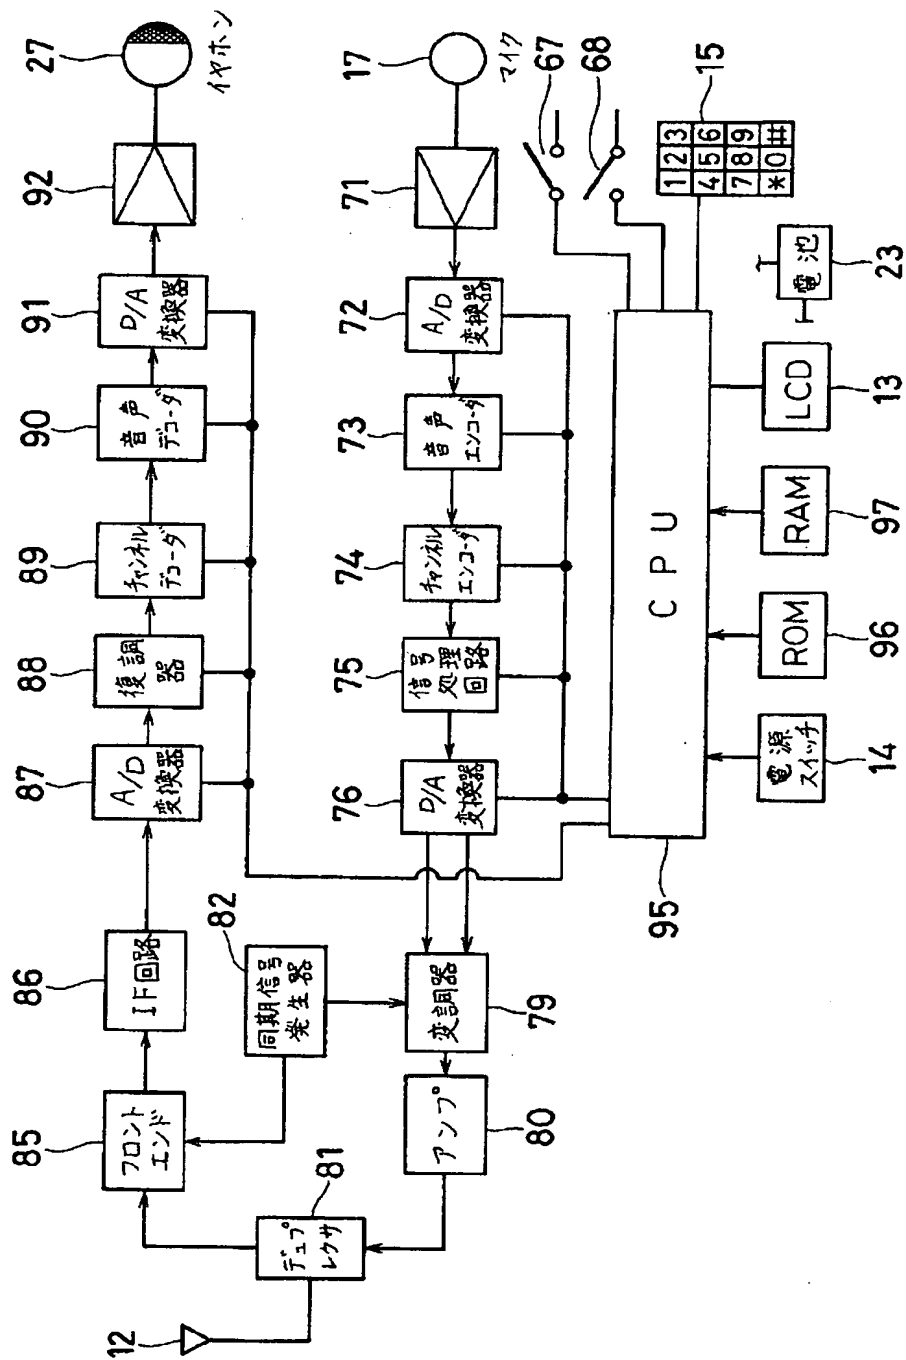 27
イヤホン
92
91
D/A
変換器
90
音声
デコーダ
89
チャンネル
デコーダ
88
復調
器
87
A/D
変換器
86
IF回路
85
フロント
エンド
82
同期信号
発生器
81
デュプ
レクサ
12
17
マイク
71
72
A/D
変換器
73
音声
エンコーダ
74
チャンネル
エンコーダ
75
信号
処理
回路
76
D/A
変換器
79
変調器
80
アンプ
67
68
15
1 2 3
4 5 6
7 8 9
* 0 #
CPU
95
電池
23
LCD
13
RAM
97
ROM
96
電源
スイッチ
14